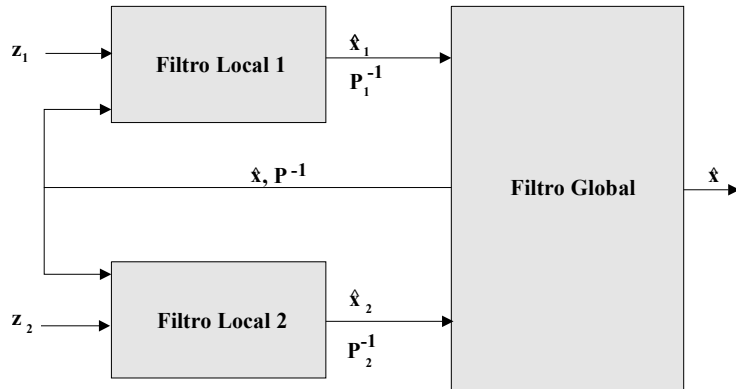 z₁
Filtro Local 1
x̂₁
P₁⁻¹
x̂, P⁻¹
Filtro Global
x̂
z₂
Filtro Local 2
x̂₂
P₂⁻¹